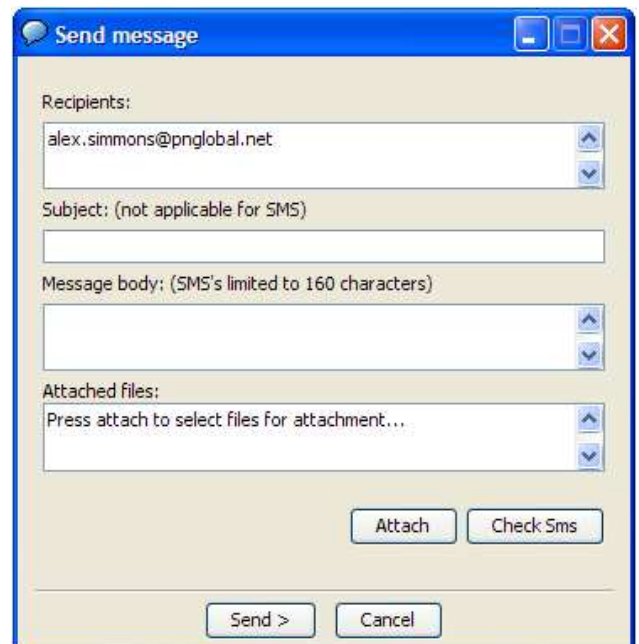 Send message
Recipients:
alex.simmons@pnglobal.net
Subject: (not applicable for SMS)
Message body: (SMS's limited to 160 characters)
Attached files:
Press attach to select files for attachment...
Attach Check Sms
Send > Cancel